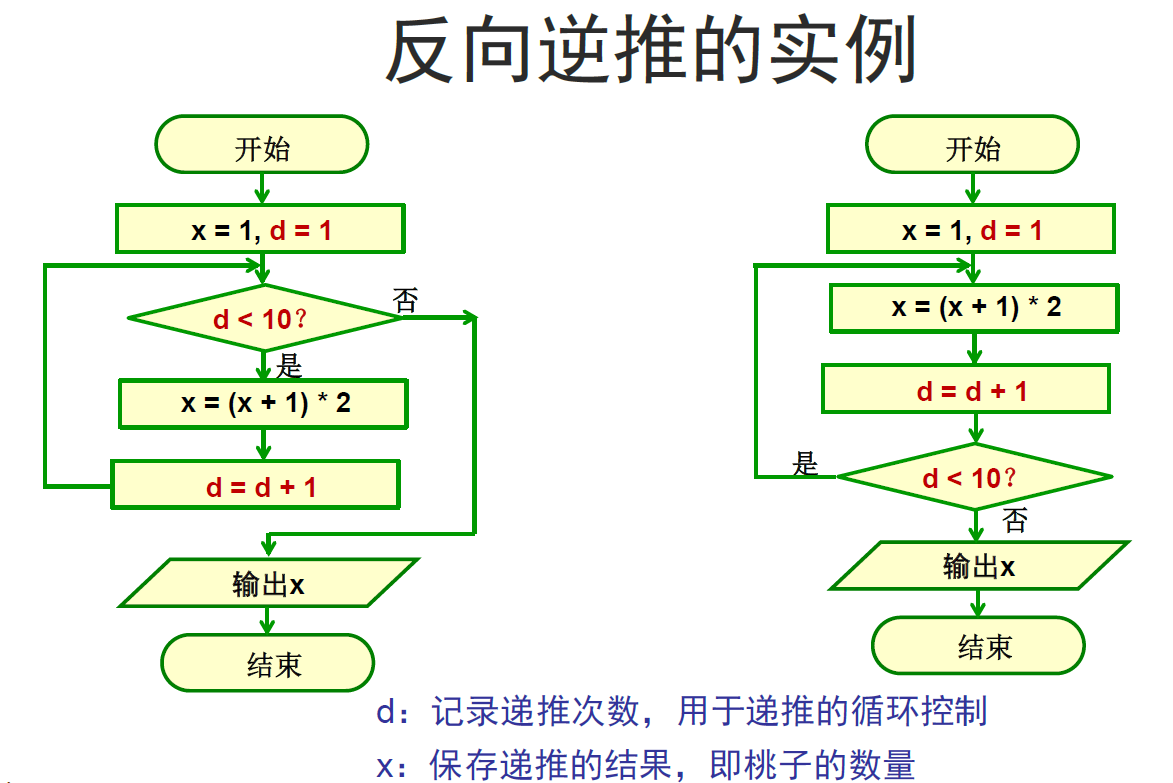 反向逆推的实例
开始
x = 1, d = 1
d < 10？
否
是
x = (x + 1) * 2
d = d + 1
输出x
结束
开始
x = 1, d = 1
x = (x + 1) * 2
d = d + 1
是
d < 10？
否
输出x
结束
d：记录递推次数，用于递推的循环控制
x：保存递推的结果，即桃子的数量